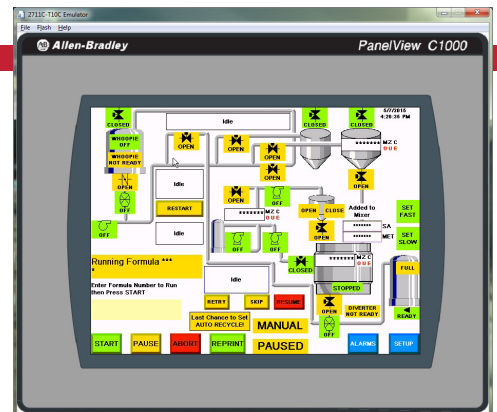 2711C-T10C Emulator
File Flash Help
Allen-Bradley
PanelView C1000
5/7/2015
4:20:36 PM
CLOSED
Idle
CLOSED
CLOSED
WHOOPIE
OFF
WHOOPIE
NOT READY
OPEN
OPEN
OPEN
OPEN
******* MZ C
O U E
OPEN
OPEN
OPEN
Idle
OFF
RESTART
OPEN
OFF
OPEN
CLOSE
Added to
Mixer
SET
FAST
******* MZ C
O U E
******* SA
******* MET
SET
SLOW
OFF
Idle
OFF
OFF
OPEN
Running Formula ***
*
CLOSED
******* MZ C
O U E
FULL
Enter Formula Number to Run
then Press START
Idle
STOPPED
RETRY
SKIP
RESUME
OPEN
DIVERTER
NOT READY
READY
Last Chance to Set
AUTO RECYCLE!
MANUAL
OFF
START
PAUSE
ABORT
REPRINT
PAUSED
ALARMS
SETUP